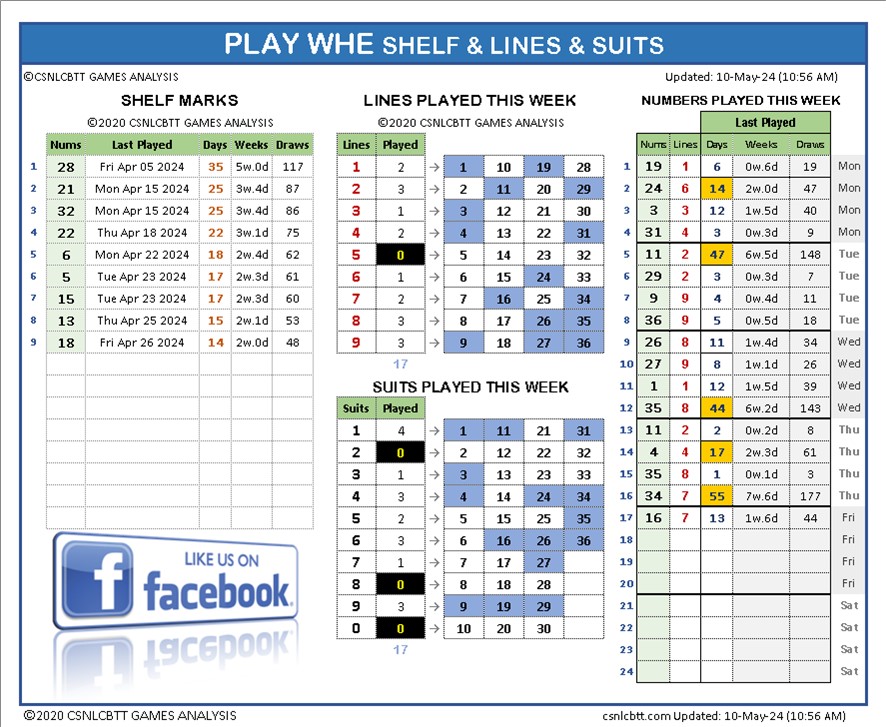 PLAY WHE SHELF & LINES & SUITS
©CSNLCBTT GAMES ANALYSIS
Updated: 10-May-24 (10:56 AM)
SHELF MARKS
©2020 CSNLCBTT GAMES ANALYSIS
Nums Last Played Days Weeks Draws
1 28 Fri Apr 05 2024 35 5w.0d 117
2 21 Mon Apr 15 2024 25 3w.4d 87
3 32 Mon Apr 15 2024 25 3w.4d 86
4 22 Thu Apr 18 2024 22 3w.1d 75
5 6 Mon Apr 22 2024 18 2w.4d 62
6 5 Tue Apr 23 2024 17 2w.3d 61
7 15 Tue Apr 23 2024 17 2w.3d 60
8 13 Thu Apr 25 2024 15 2w.1d 53
9 18 Fri Apr 26 2024 14 2w.0d 48
LIKE US ON
f facebook®
LINES PLAYED THIS WEEK
©2020 CSNLCBTT GAMES ANALYSIS
Lines Played
1 2 → 1 10 19 28
2 3 → 2 11 20 29
3 1 → 3 12 21 30
4 2 → 4 13 22 31
5 0 → 5 14 23 32
6 1 → 6 15 24 33
7 2 → 7 16 25 34
8 3 → 8 17 26 35
9 3 → 9 18 27 36
17
SUITS PLAYED THIS WEEK
Suits Played
1 4 → 1 11 21 31
2 0 → 2 12 22 32
3 1 → 3 13 23 33
4 3 → 4 14 24 34
5 2 → 5 15 25 35
6 3 → 6 16 26 36
7 1 → 7 17 27
8 0 → 8 18 28
9 3 → 9 19 29
0 0 → 10 20 30
17
NUMBERS PLAYED THIS WEEK
Last Played
Nums Lines Days Weeks Draws
1 19 1 6 0w.6d 19 Mon
2 24 6 14 2w.0d 47 Mon
3 3 3 12 1w.5d 40 Mon
4 31 4 3 0w.3d 9 Mon
5 11 2 47 6w.5d 148 Tue
6 29 2 3 0w.3d 7 Tue
7 9 9 4 0w.4d 11 Tue
8 36 9 5 0w.5d 18 Tue
9 26 8 11 1w.4d 34 Wed
10 27 9 8 1w.1d 26 Wed
11 1 1 12 1w.5d 39 Wed
12 35 8 44 6w.2d 143 Wed
13 11 2 2 0w.2d 8 Thu
14 4 4 17 2w.3d 61 Thu
15 35 8 1 0w.1d 3 Thu
16 34 7 55 7w.6d 177 Thu
17 16 7 13 1w.6d 44 Fri
18 Fri
19 Fri
20 Fri
21 Sat
22 Sat
23 Sat
24 Sat
©2020 CSNLCBTT GAMES ANALYSIS
csnlcbtt.com Updated: 10-May-24 (10:56 AM)